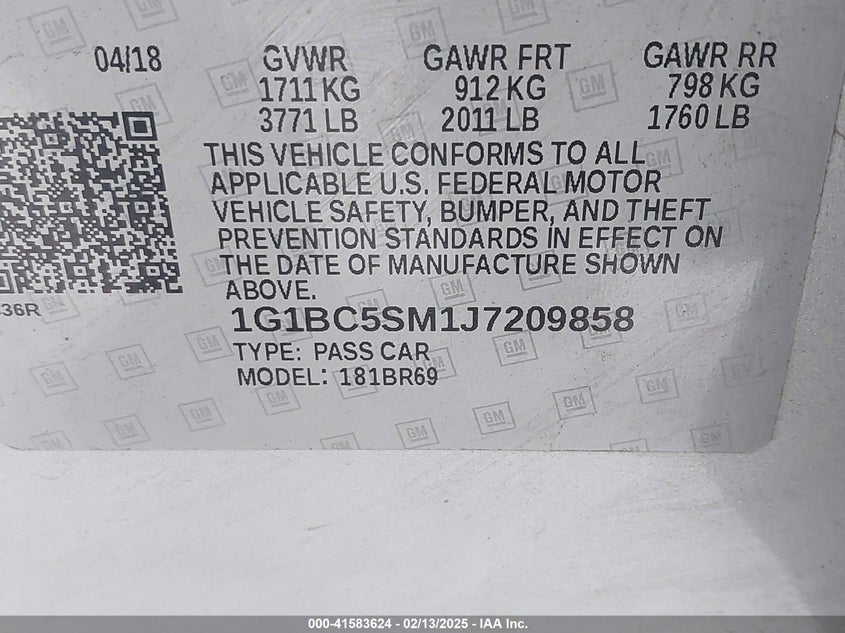 04/18 GVWR GAWR FRT GAWR RR
1711 KG 912 KG 798 KG
3771 LB 2011 LB 1760 LB
THIS VEHICLE CONFORMS TO ALL
APPLICABLE U.S. FEDERAL MOTOR
VEHICLE SAFETY, BUMPER, AND THEFT
PREVENTION STANDARDS IN EFFECT ON
THE DATE OF MANUFACTURE SHOWN
ABOVE.
36R
1G1BC5SM1J7209858
TYPE: PASS CAR
MODEL: 181BR69
GM
000-41583624 — 02/13/2025 — IAA Inc.